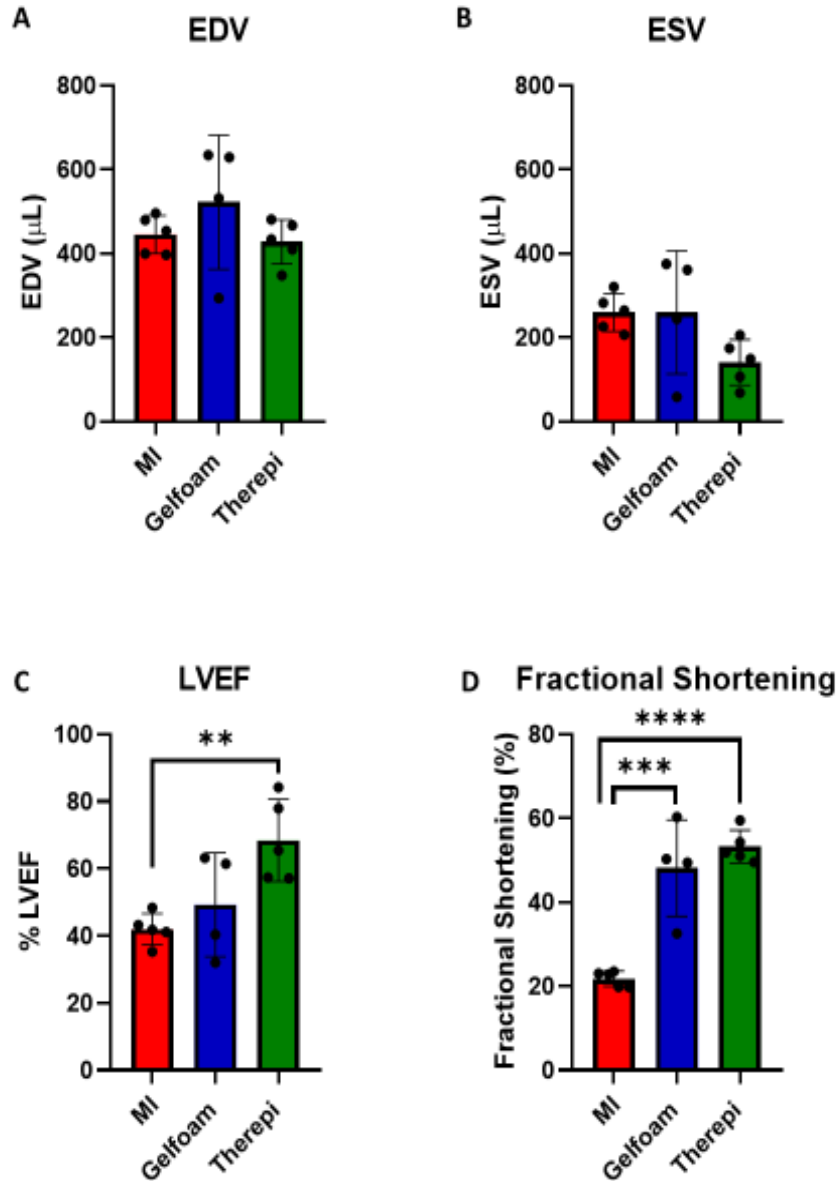 A
EDV
EDV (μL)
800
600
400
200
0
MI
Gelfoam
Therepi
B
ESV
ESV (μL)
800
600
400
200
0
MI
Gelfoam
Therepi
C
LVEF
% LVEF
100
80
60
40
20
0
**
MI
Gelfoam
Therepi
D
Fractional Shortening
Fractional Shortening (%)
80
60
40
20
0
****
***
MI
Gelfoam
Therepi